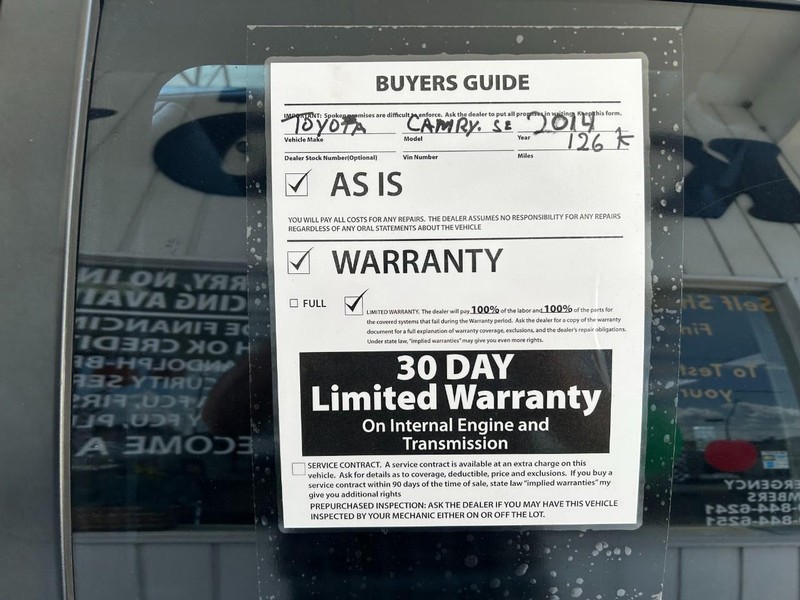 BUYERS GUIDE
IMPORTANT: Spoken promises are difficult to enforce. Ask the dealer to put all promises in writing. Keep this form.
TOYOTA CAMRY. SE 2014
Vehicle Make Model Year 126 K
Dealer Stock Number(Optional) Vin Number Miles
AS IS
YOU WILL PAY ALL COSTS FOR ANY REPAIRS. THE DEALER ASSUMES NO RESPONSIBILITY FOR ANY REPAIRS
REGARDLESS OF ANY ORAL STATEMENTS ABOUT THE VEHICLE
WARRANTY
FULL
LIMITED WARRANTY. The dealer will pay 100% of the labor and 100% of the parts for
the covered systems that fail during the Warranty period. Ask the dealer for a copy of the warranty
document for a full explanation of warranty coverage, exclusions, and the dealer's repair obligations.
Under state law, "implied warranties" may give you even more rights.
30 DAY
Limited Warranty
On Internal Engine and
Transmission
SERVICE CONTRACT. A service contract is available at an extra charge on this
vehicle. Ask for details as to coverage, deductible, price and exclusions. If you buy a
service contract within 90 days of the time of sale, state law "implied warranties" may
give you additional rights
PREPURCHASED INSPECTION: ASK THE DEALER IF YOU MAY HAVE THIS VEHICLE
INSPECTED BY YOUR MECHANIC EITHER ON OR OFF THE LOT.